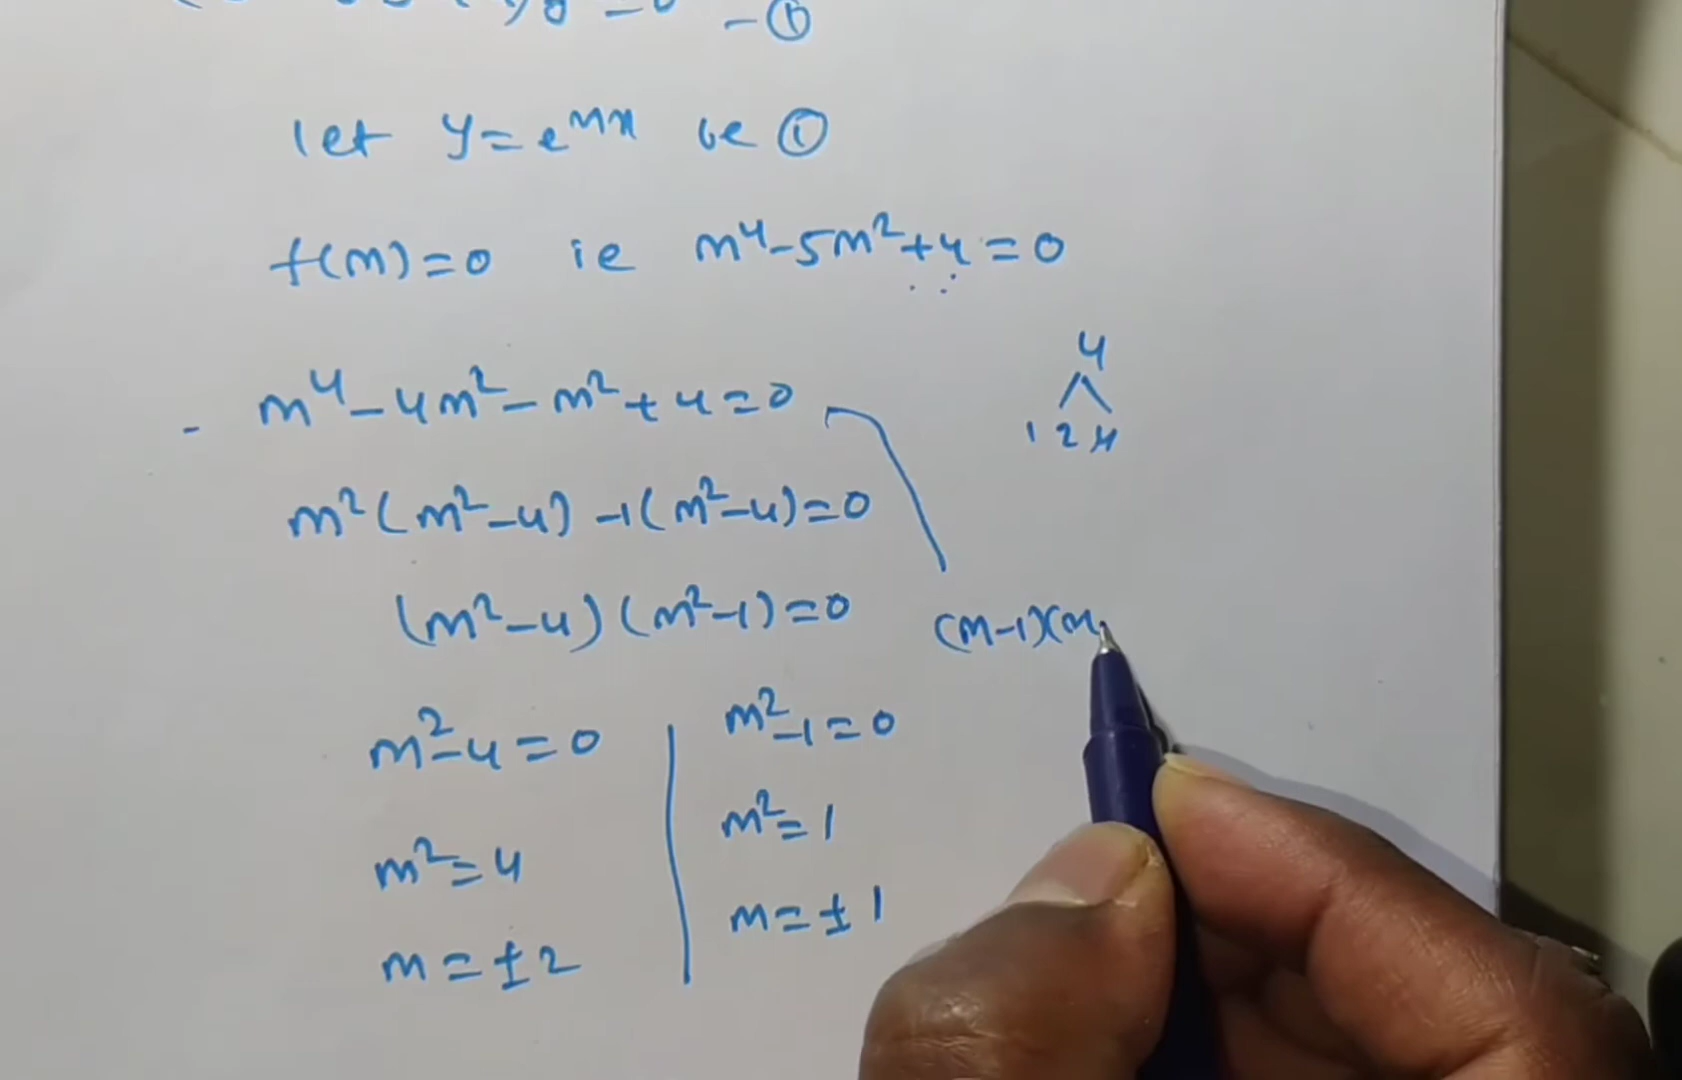 =0 -①
let y=e^mx be ①
f(m)=0 ie m⁴-5m²+4=0
m⁴-4m²-m²+4=0
4
1 2 4
m²(m²-4)-1(m²-4)=0
(m²-4)(m²-1)=0
(m-1)(m
m²-4=0
m²-1=0
m²=4
m²=1
m=±2
m=±1